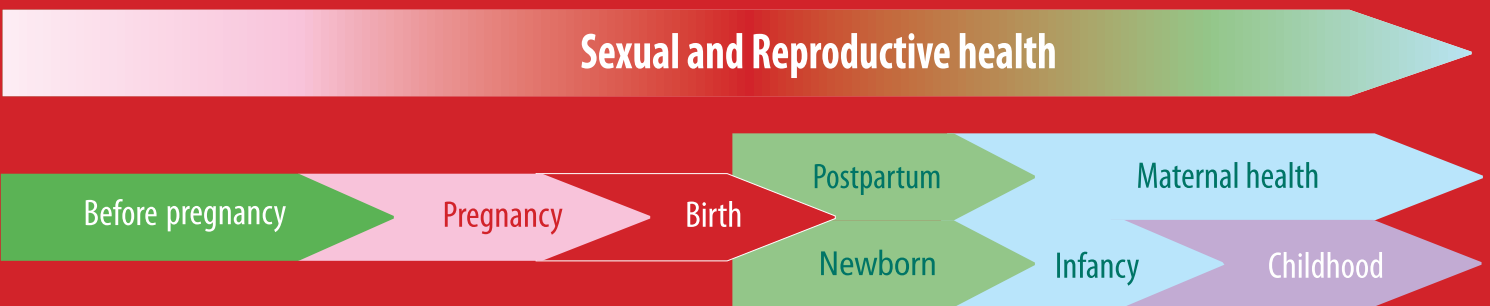 Sexual and Reproductive health
Before pregnancy
Pregnancy
Birth
Postpartum
Maternal health
Newborn
Infancy
Childhood